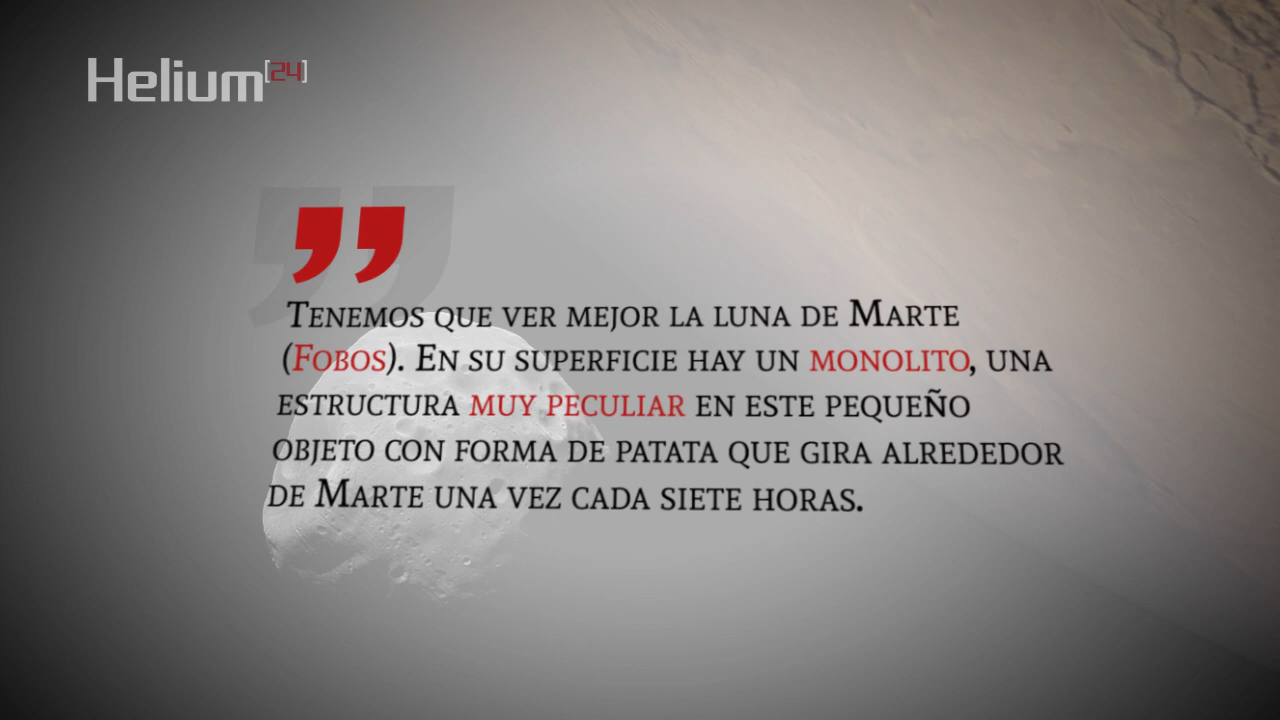 Helium[24]
”
Tenemos que ver mejor la luna de Marte
(Fobos). En su superficie hay un monolito, una
estructura muy peculiar en este pequeño
objeto con forma de patata que gira alrededor
de Marte una vez cada siete horas.